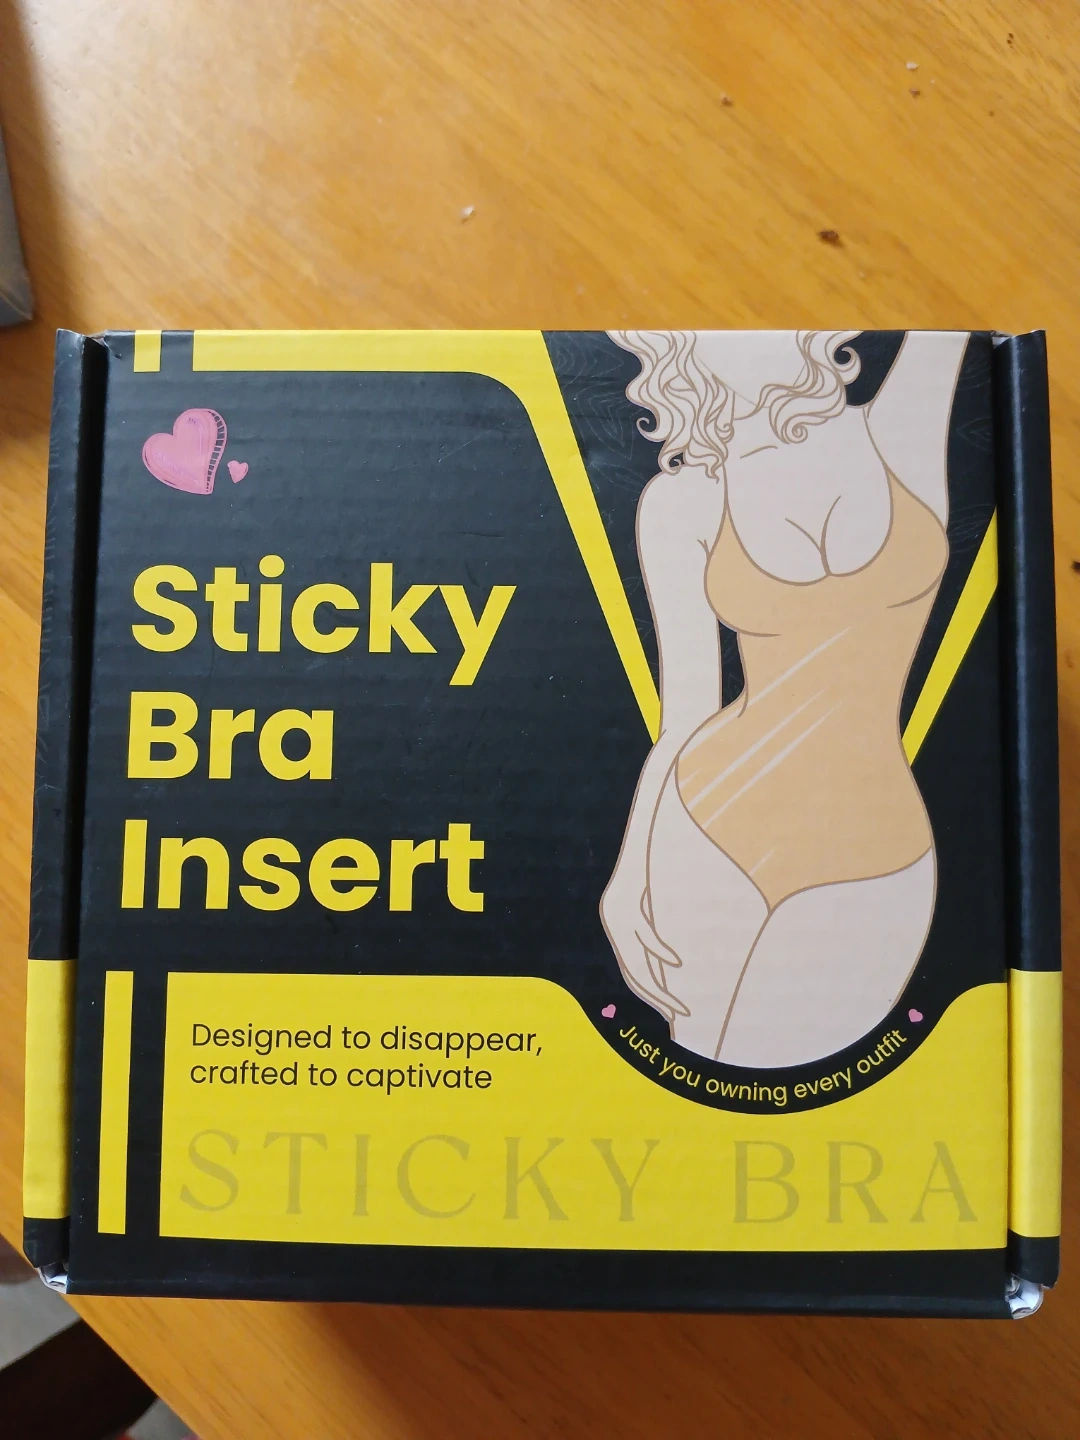 Sticky
Bra
Insert
Designed to disappear,
crafted to captivate
Just you owning every outfit
STICKY BRA